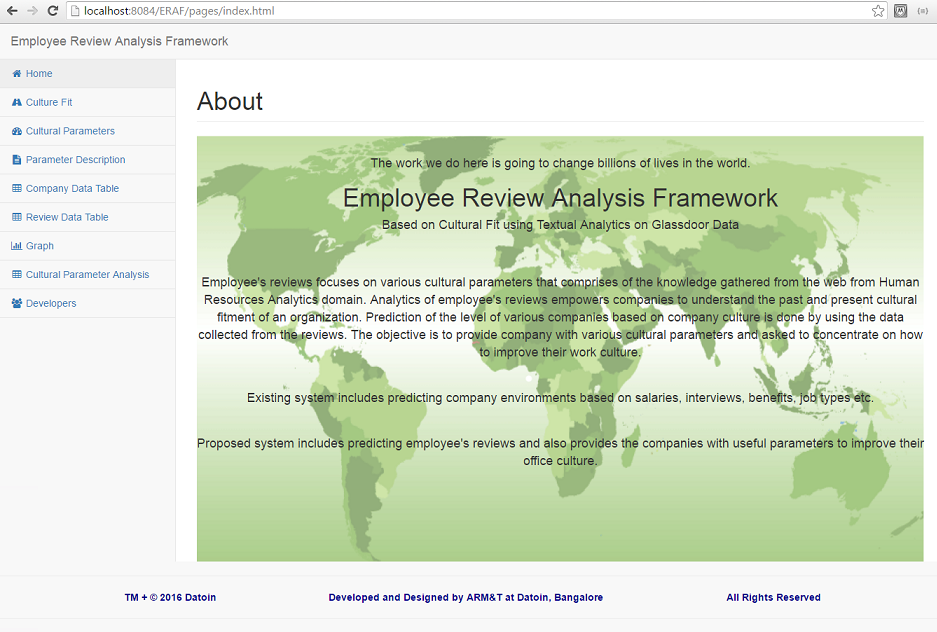 localhost:8084/ERAF/pages/index.html
Employee Review Analysis Framework
Home
Culture Fit
Cultural Parameters
Parameter Description
Company Data Table
Review Data Table
Graph
Cultural Parameter Analysis
Developers
About
The work we do here is going to change billions of lives in the world.
Employee Review Analysis Framework
Based on Cultural Fit using Textual Analytics on Glassdoor Data
Employee's reviews focuses on various cultural parameters that comprises of the knowledge gathered from the web from Human
Resources Analytics domain. Analytics of employee's reviews empowers companies to understand the past and present cultural
fitment of an organization. Prediction of the level of various companies based on company culture is done by using the data
collected from the reviews. The objective is to provide company with various cultural parameters and asked to concentrate on how
to improve their work culture.
Existing system includes predicting company environments based on salaries, interviews, benefits, job types etc.
Proposed system includes predicting employee's reviews and also provides the companies with useful parameters to improve their
office culture.
TM + © 2016 Datoin
Developed and Designed by ARM&T at Datoin, Bangalore
All Rights Reserved